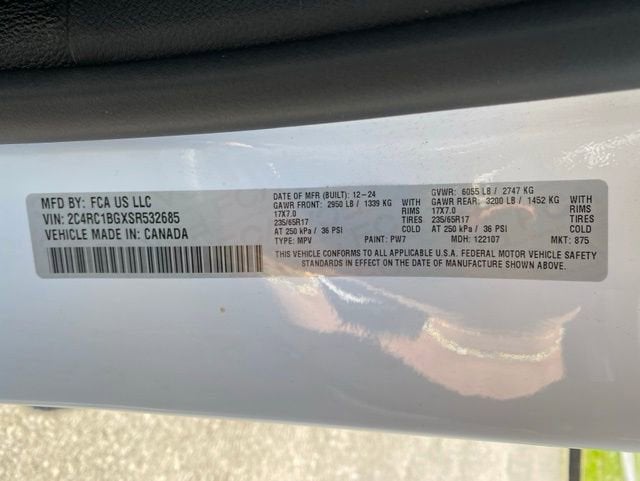 MFD BY: FCA US LLC
VIN: 2C4RC1BGXSR532685
VEHICLE MADE IN: CANADA
DATE OF MFR (BUILT): 12-24
GAWR FRONT: 2950 LB / 1339 KG WITH
17X7.0 RIMS
235/65R17 TIRES
AT 250 kPa / 36 PSI COLD
TYPE: MPV PAINT: PW7
GVWR: 6055 LB / 2747 KG
GAWR REAR: 3200 LB / 1452 KG WITH
17X7.0 RIMS
235/65R17 TIRES
AT 250 kPa / 36 PSI COLD
MDH: 122107 MKT: 875
THIS VEHICLE CONFORMS TO ALL APPLICABLE U.S.A. FEDERAL MOTOR VEHICLE SAFETY
STANDARDS IN EFFECT ON THE DATE OF MANUFACTURE SHOWN ABOVE.